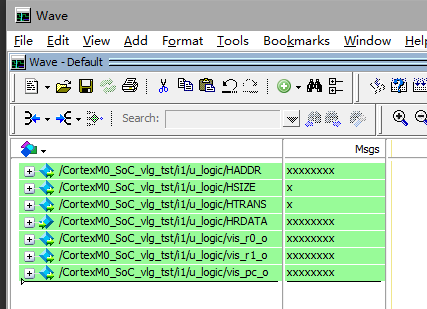 Wave
File Edit View Add Format Tools Bookmarks Window Help
Wave - Default
Search:
Msgs
/CortexM0_SoC_vlg_tst/i1/u_logic/HADDR xxxxxxxx
/CortexM0_SoC_vlg_tst/i1/u_logic/HSIZE x
/CortexM0_SoC_vlg_tst/i1/u_logic/HTRANS x
/CortexM0_SoC_vlg_tst/i1/u_logic/HRDATA xxxxxxxx
/CortexM0_SoC_vlg_tst/i1/u_logic/vis_r0_o xxxxxxxx
/CortexM0_SoC_vlg_tst/i1/u_logic/vis_r1_o xxxxxxxx
/CortexM0_SoC_vlg_tst/i1/u_logic/vis_pc_o xxxxxxxx